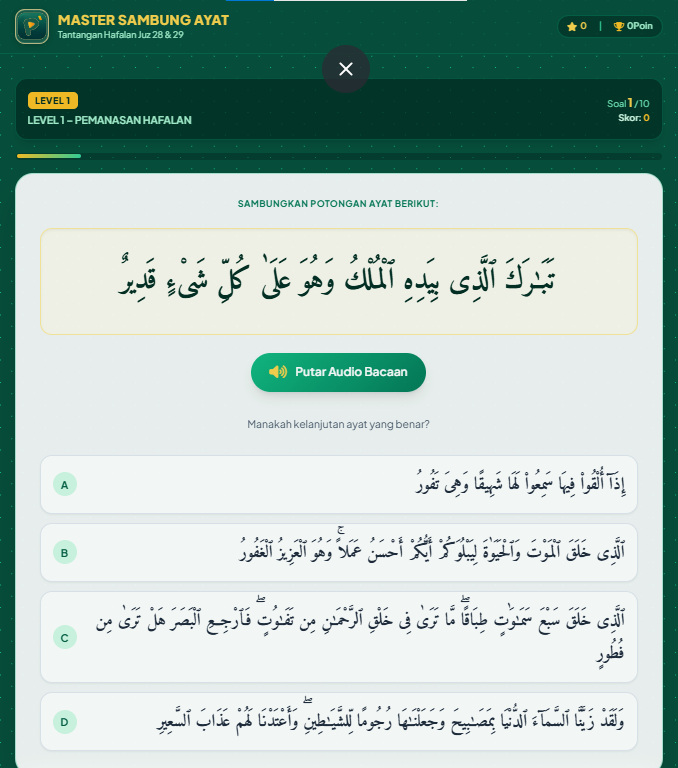 MASTER SAMBUNG AYAT
Tantangan Hafalan Juz 28 & 29
0 | 0Poin
LEVEL 1
LEVEL 1 – PEMANASAN HAFALAN
Soal 1 /10
Skor: 0
SAMBUNGKAN POTONGAN AYAT BERIKUT:
تَبَـٰرَكَ ٱلَّذِى بِيَدِهِ ٱلْمُلْكُ وَهُوَ عَلَىٰ كُلِّ شَىْءٍ قَدِيرٌ
Putar Audio Bacaan
Manakah kelanjutan ayat yang benar?
A
إِذَآ أُلْقُوا۟ فِيهَا سَمِعُوا۟ لَهَا شَهِيقًا وَهِىَ تَفُورُ
B
ٱلَّذِى خَلَقَ ٱلْمَوْتَ وَٱلْحَيَوٰةَ لِيَبْلُوَكُمْ أَيُّكُمْ أَحْسَنُ عَمَلًا ۚ وَهُوَ ٱلْعَزِيزُ ٱلْغَفُورُ
C
ٱلَّذِى خَلَقَ سَبْعَ سَمَـٰوَٰتٍ طِبَاقًا ۖ مَّا تَرَىٰ فِى خَلْقِ ٱلرَّحْمَـٰنِ مِن تَفَـٰوُتٍ ۖ فَٱرْجِعِ ٱلْبَصَرَ هَلْ تَرَىٰ مِن
فُطُورٍ
D
وَلَقَدْ زَيَّنَّا ٱلسَّمَآءَ ٱلدُّنْيَا بِمَصَـٰبِيحَ وَجَعَلْنَـٰهَا رُجُومًا لِّلشَّيَـٰطِينِ ۖ وَأَعْتَدْنَا لَهُمْ عَذَابَ ٱلسَّعِيرِ